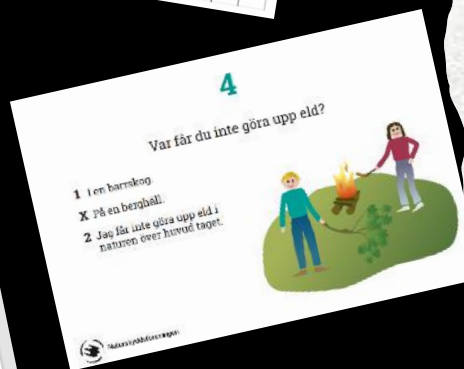 4
Var får du inte göra upp eld?
1 I en barrskog.
X På en berghäll.
2 Jag får inte göra upp eld i
naturen över huvud taget.
Naturskyddsföreningen